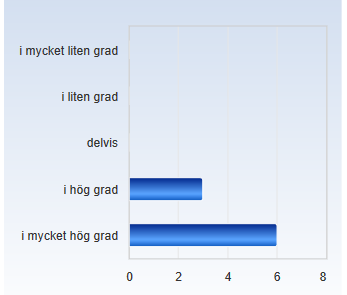 i mycket liten grad
i liten grad
delvis
i hög grad
i mycket hög grad
0 2 4 6 8